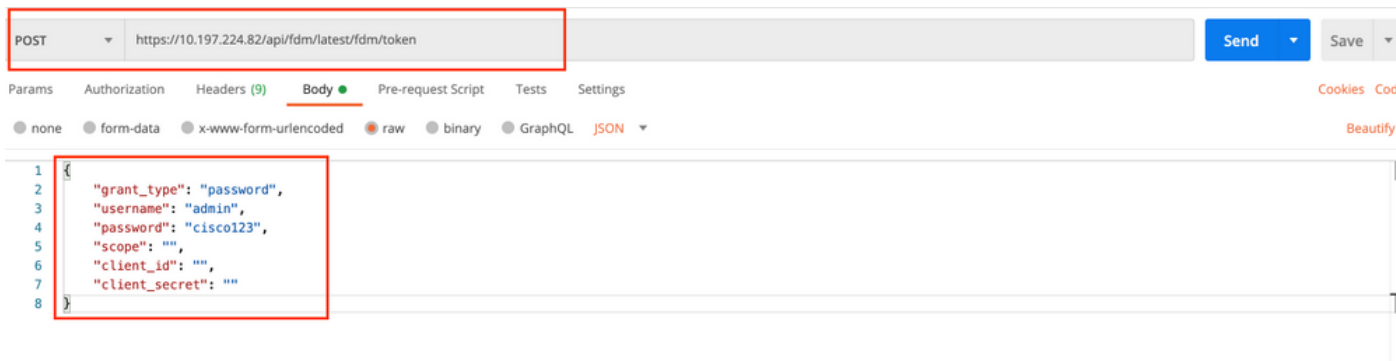 POST https://10.197.224.82/api/fdm/latest/fdm/token Send Save
Params Authorization Headers (9) Body Pre-request Script Tests Settings Cookies Cod
none form-data x-www-form-urlencoded raw binary GraphQL JSON Beautify
1 {
2 "grant_type": "password",
3 "username": "admin",
4 "password": "cisco123",
5 "scope": "",
6 "client_id": "",
7 "client_secret": ""
8 }